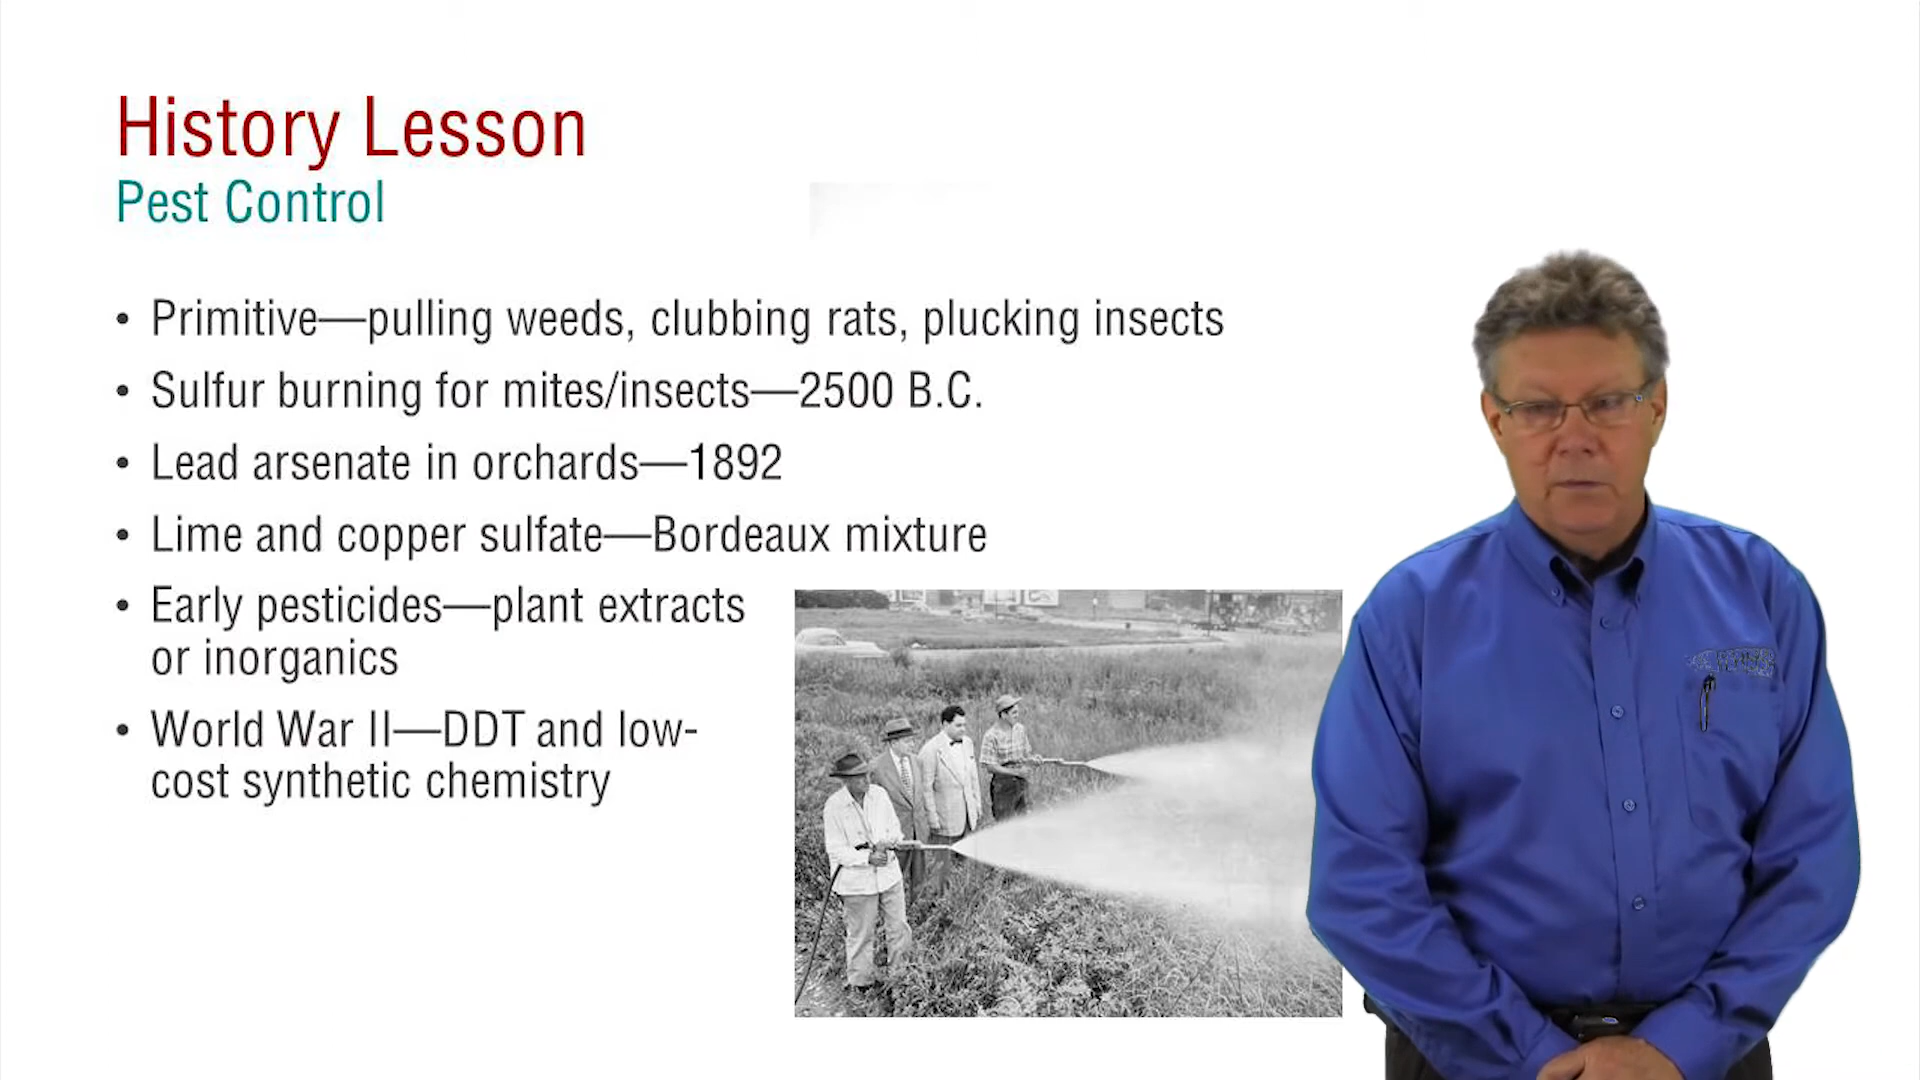 History Lesson
Pest Control
• Primitive—pulling weeds, clubbing rats, plucking insects
• Sulfur burning for mites/insects—2500 B.C.
• Lead arsenate in orchards—1892
• Lime and copper sulfate—Bordeaux mixture
• Early pesticides—plant extracts
or inorganics
• World War II—DDT and low-
cost synthetic chemistry